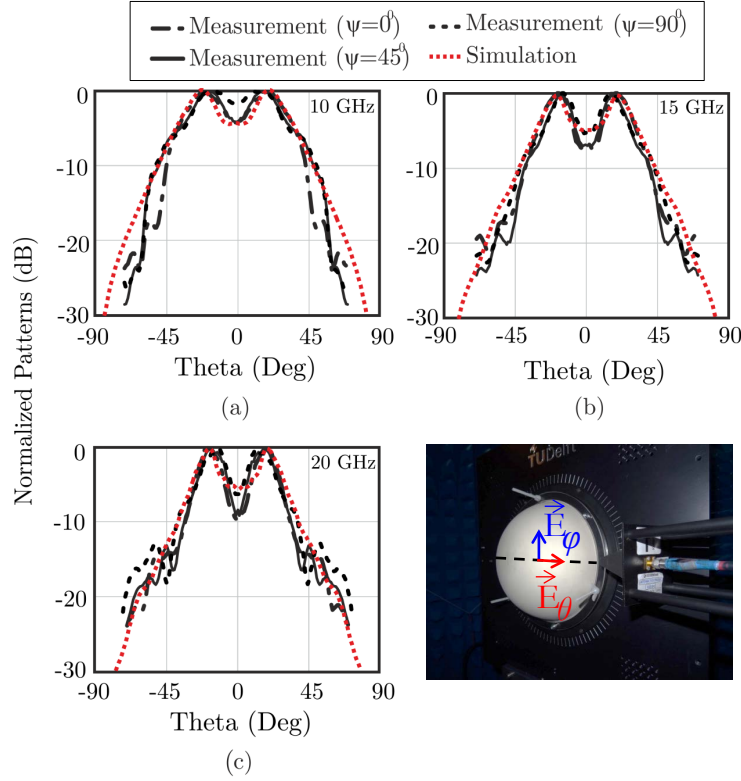 Measurement (ψ=0⁰)
Measurement (ψ=90⁰)
Measurement (ψ=45⁰)
Simulation
Normalized Patterns (dB)
10 GHz
0
-10
-20
-30
-90 -45 0 45 90
Theta (Deg)
(a)
15 GHz
0
-10
-20
-30
-90 -45 0 45 90
Theta (Deg)
(b)
20 GHz
0
-10
-20
-30
-90 -45 0 45 90
Theta (Deg)
(c)
TUDelft
E⃗φ
E⃗θ